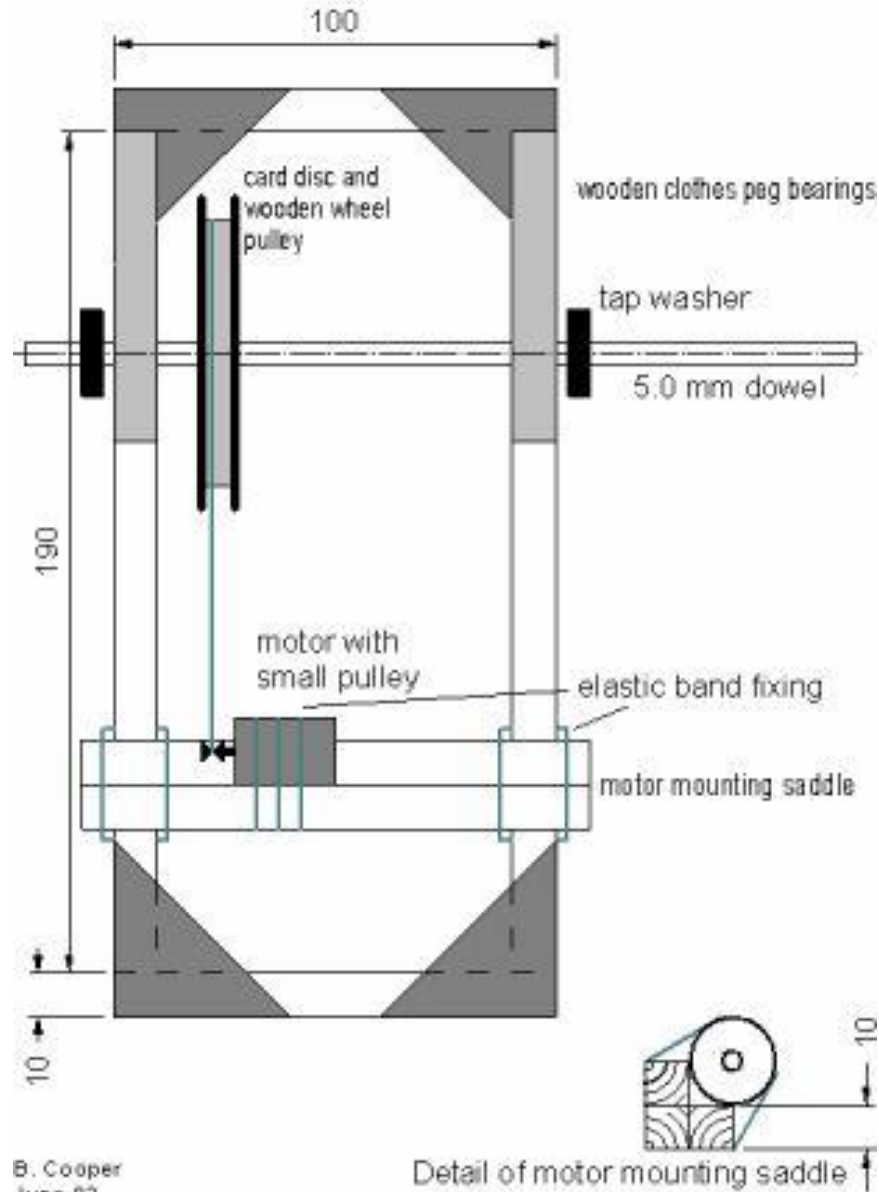 100
card disc and
wooden wheel
pulley
wooden clothes peg bearings
tap washer
5.0 mm dowel
190
motor with
small pulley
elastic band fixing
motor mounting saddle
10
10
B. Cooper
Detail of motor mounting saddle